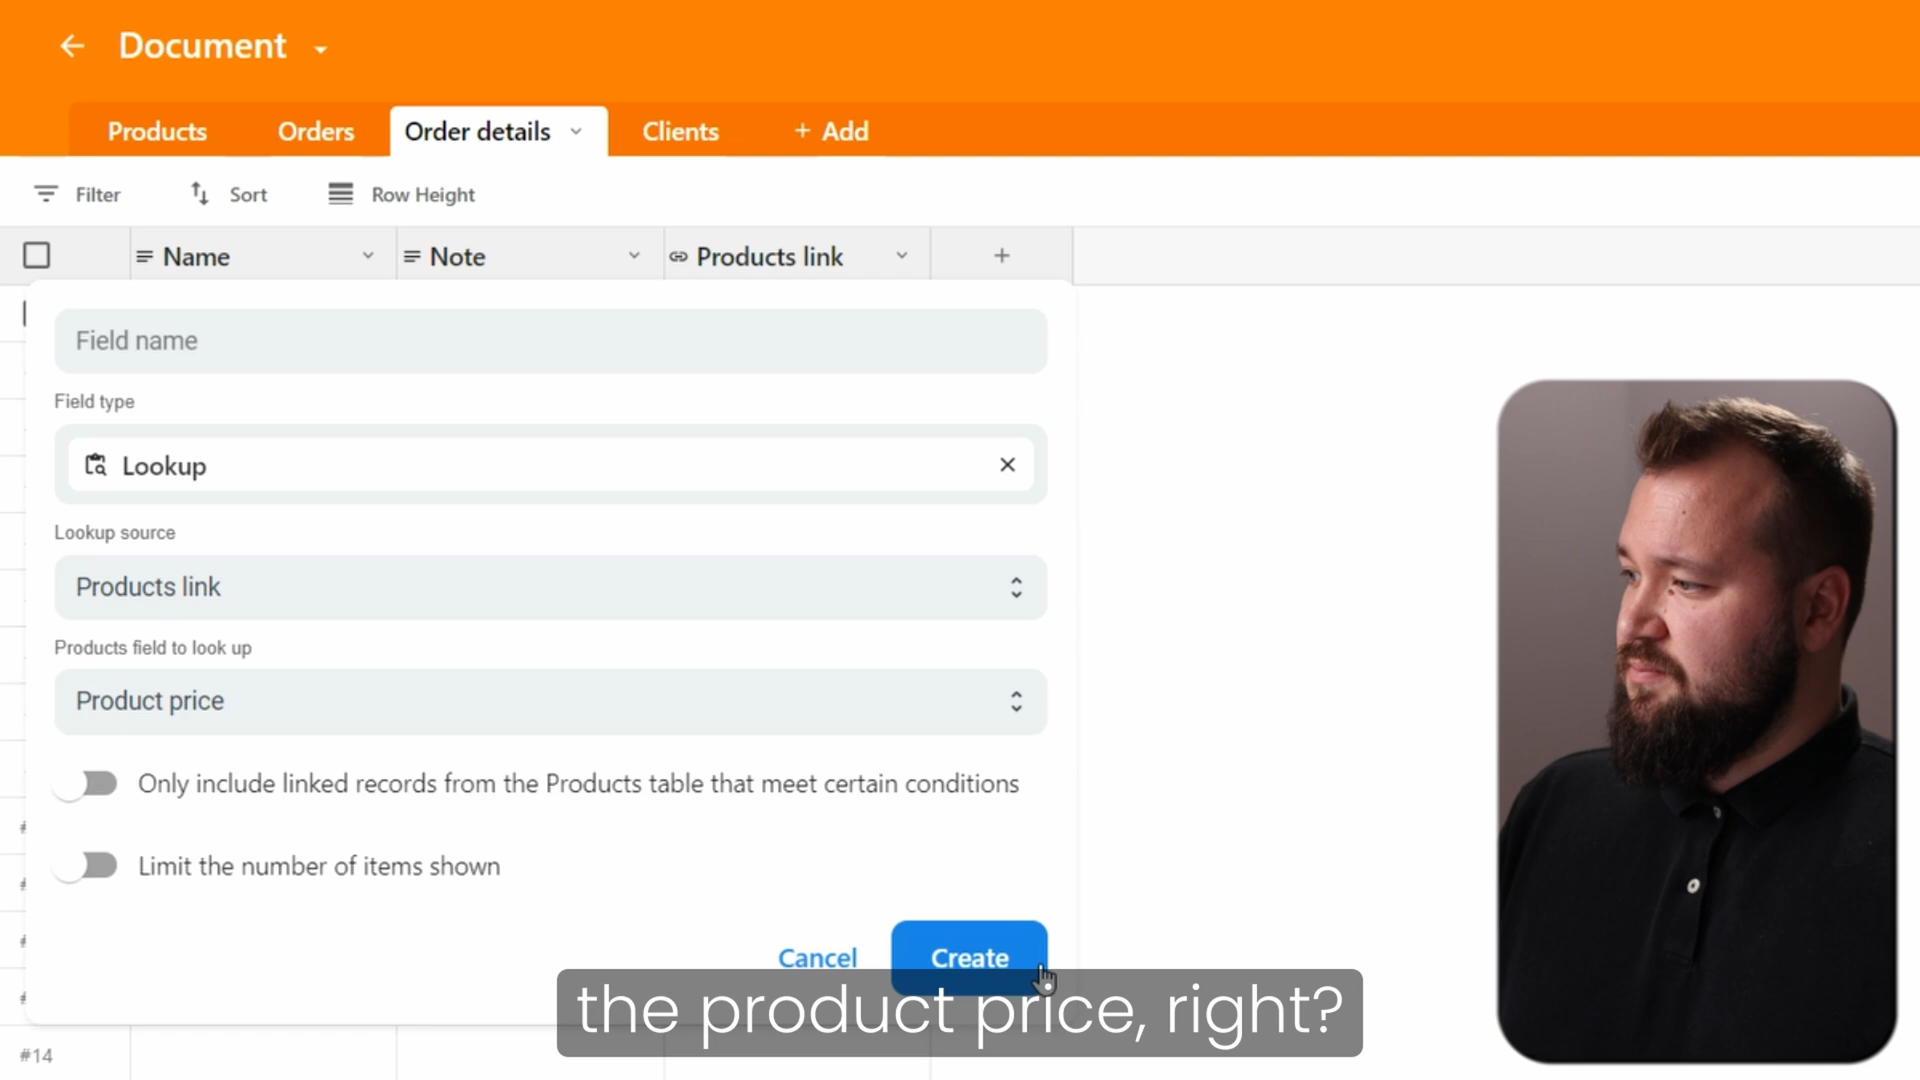 Document
Products Orders Order details Clients + Add
Filter Sort Row Height
Name Note Products link +
Field name
Field type
Lookup
Lookup source
Products link
Products field to look up
Product price
Only include linked records from the Products table that meet certain conditions
Limit the number of items shown
Cancel Create
the product price, right?
#14